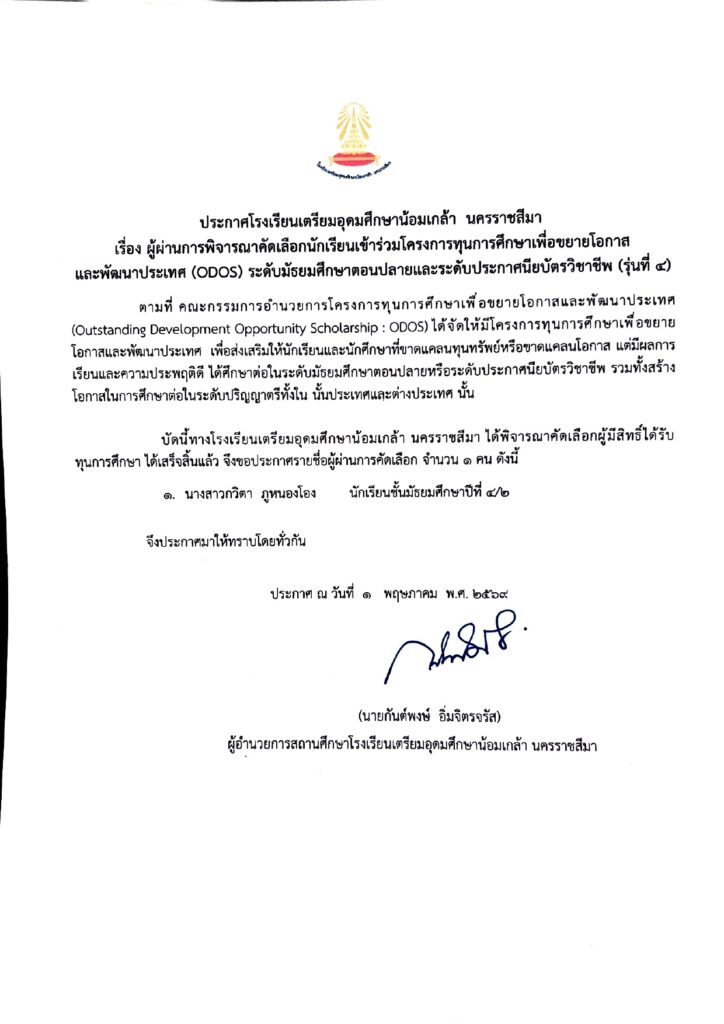 โรงเรียนเตรียมอุดมศึกษาน้อมเกล้า นครราชสีมา
ประกาศโรงเรียนเตรียมอุดมศึกษาน้อมเกล้า นครราชสีมา
เรื่อง ผู้ผ่านการพิจารณาคัดเลือกนักเรียนเข้าร่วมโครงการทุนการศึกษาเพื่อขยายโอกาส
และพัฒนาประเทศ (ODOS) ระดับมัธยมศึกษาตอนปลายและระดับประกาศนียบัตรวิชาชีพ (รุ่นที่ ๔)
ตามที่ คณะกรรมการอำนวยการโครงการทุนการศึกษาเพื่อขยายโอกาสและพัฒนาประเทศ
(Outstanding Development Opportunity Scholarship : ODOS) ได้จัดให้มีโครงการทุนการศึกษาเพื่อขยาย
โอกาสและพัฒนาประเทศ เพื่อส่งเสริมให้นักเรียนและนักศึกษาที่ขาดแคลนทุนทรัพย์หรือขาดแคลนโอกาส แต่มีผลการ
เรียนและความประพฤติดี ได้ศึกษาต่อในระดับมัธยมศึกษาตอนปลายหรือระดับประกาศนียบัตรวิชาชีพ รวมทั้งสร้าง
โอกาสในการศึกษาต่อในระดับปริญญาตรีทั้งใน นั้นประเทศและต่างประเทศ นั้น
บัดนี้ทางโรงเรียนเตรียมอุดมศึกษาน้อมเกล้า นครราชสีมา ได้พิจารณาคัดเลือกผู้มีสิทธิ์ได้รับ
ทุนการศึกษา ได้เสร็จสิ้นแล้ว จึงขอประกาศรายชื่อผู้ผ่านการคัดเลือก จำนวน ๑ คน ดังนี้
๑. นางสาวกวิตา ภูหนองโอง นักเรียนชั้นมัธยมศึกษาปีที่ ๔/๒
จึงประกาศมาให้ทราบโดยทั่วกัน
ประกาศ ณ วันที่ ๑ พฤษภาคม พ.ศ. ๒๕๖๙
(นายกันต์พงษ์ อิ่มจิตรจรัส)
ผู้อำนวยการสถานศึกษาโรงเรียนเตรียมอุดมศึกษาน้อมเกล้า นครราชสีมา